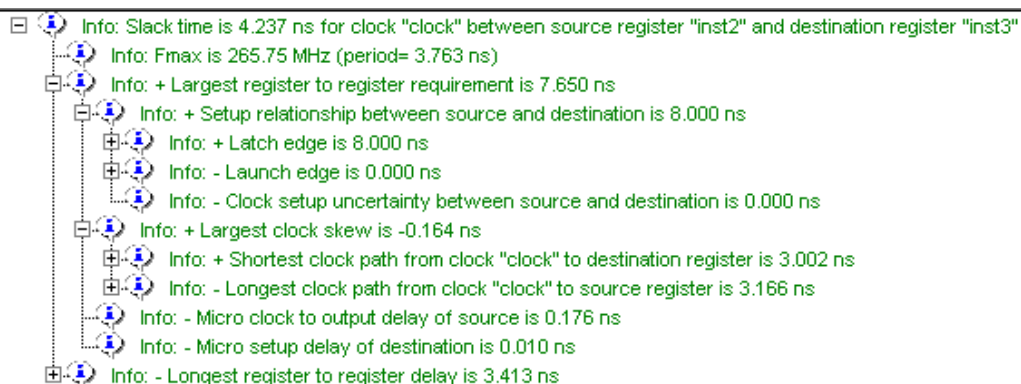 Info: Slack time is 4.237 ns for clock "clock" between source register "inst2" and destination register "inst3"
Info: Fmax is 265.75 MHz (period= 3.763 ns)
Info: + Largest register to register requirement is 7.650 ns
Info: + Setup relationship between source and destination is 8.000 ns
Info: + Latch edge is 8.000 ns
Info: - Launch edge is 0.000 ns
Info: - Clock setup uncertainty between source and destination is 0.000 ns
Info: + Largest clock skew is -0.164 ns
Info: + Shortest clock path from clock "clock" to destination register is 3.002 ns
Info: - Longest clock path from clock "clock" to source register is 3.166 ns
Info: - Micro clock to output delay of source is 0.176 ns
Info: - Micro setup delay of destination is 0.010 ns
Info: - Longest register to register delay is 3.413 ns